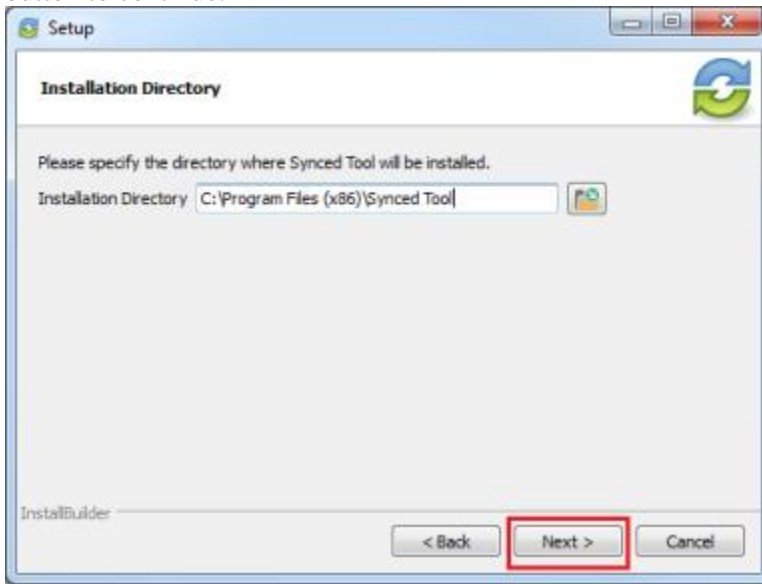 Setup
Installation Directory
Please specify the directory where Synced Tool will be installed.
Installation Directory C:\Program Files (x86)\Synced Tool
InstallBuilder
< Back Next > Cancel